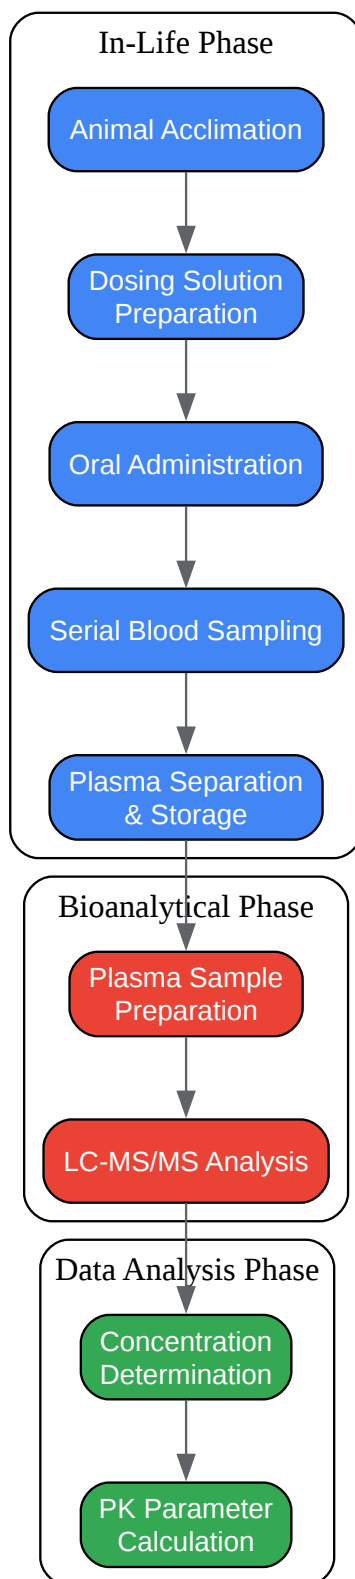 In-Life Phase
Animal Acclimation
Dosing Solution
Preparation
Oral Administration
Serial Blood Sampling
Plasma Separation
& Storage
Bioanalytical Phase
Plasma Sample
Preparation
LC-MS/MS Analysis
Data Analysis Phase
Concentration
Determination
PK Parameter
Calculation